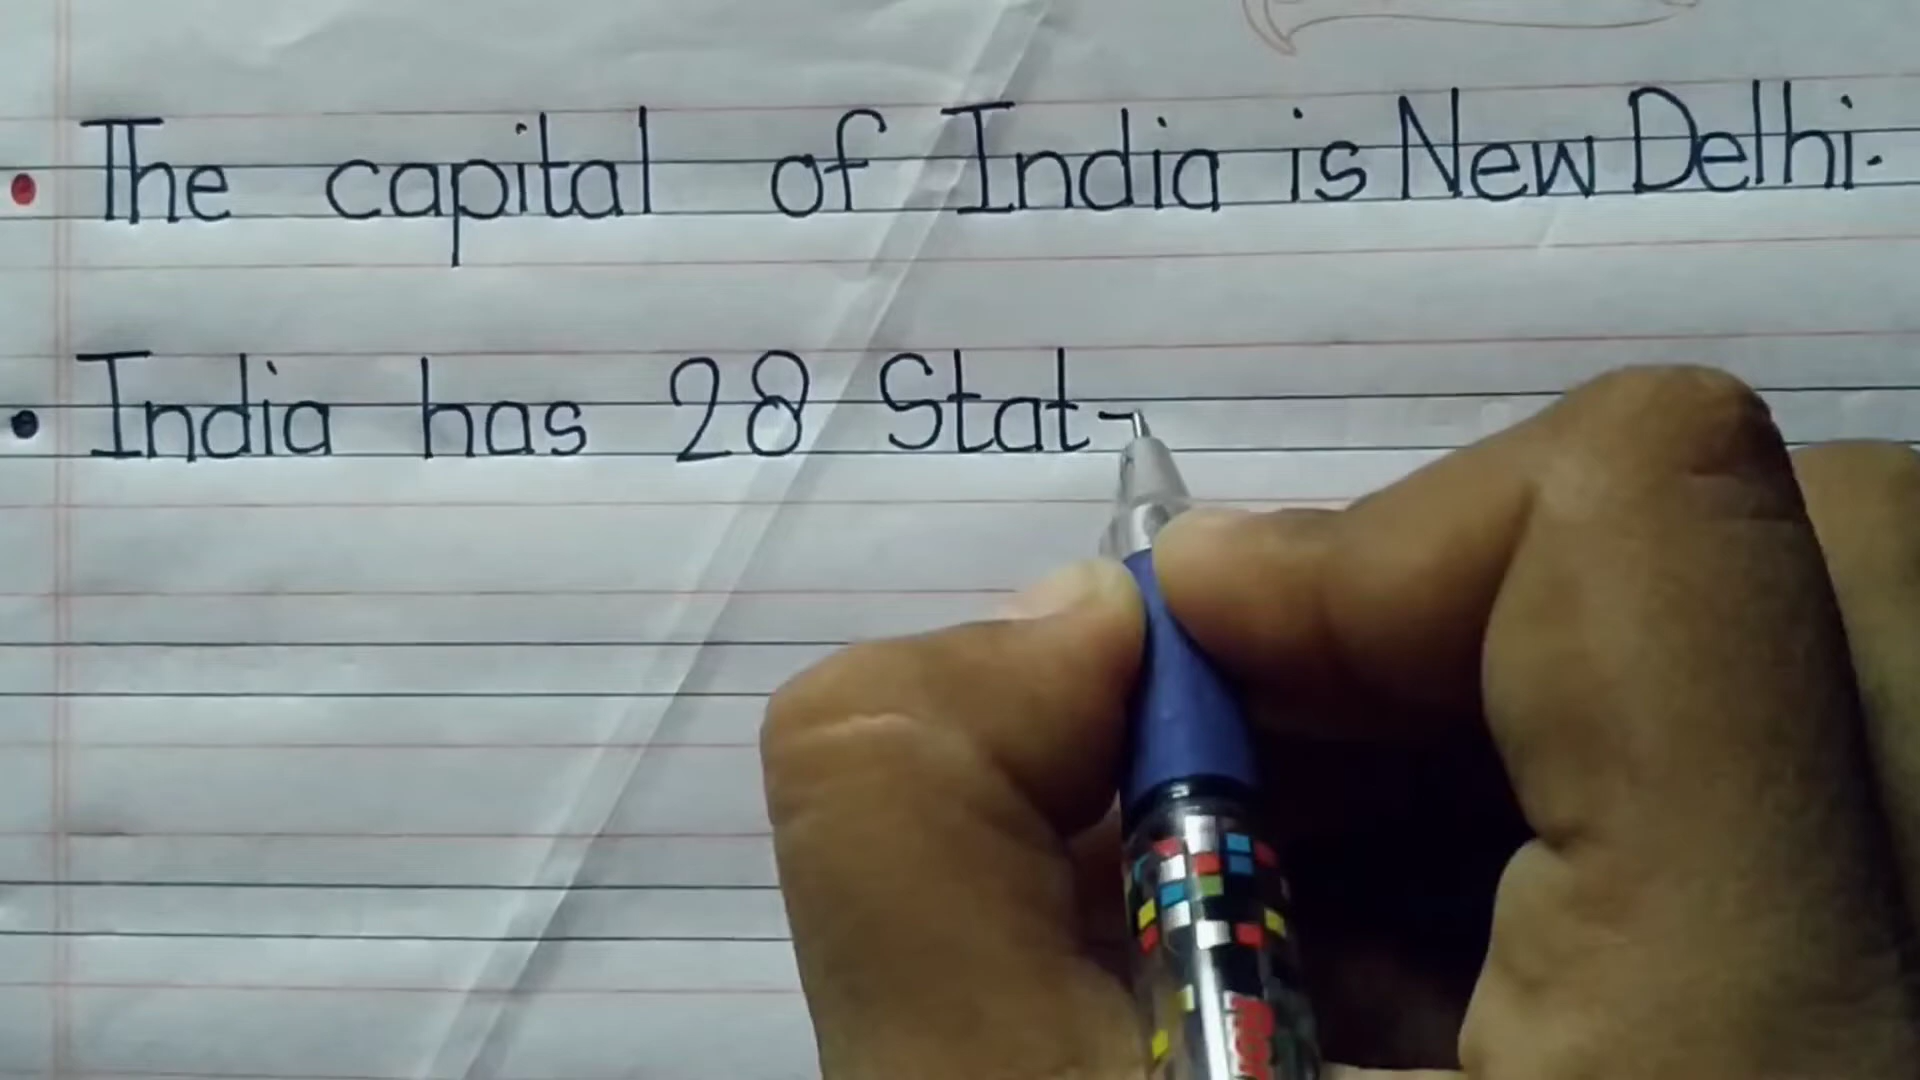 • The capital of India is New Delhi.
• India has 28 Stat